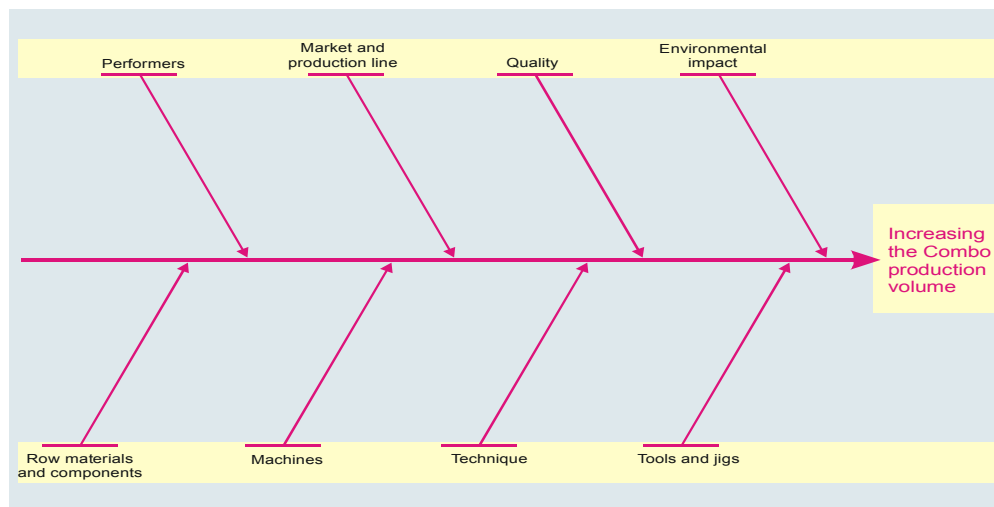 Performers
Market and
production line
Quality
Environmental
impact
Increasing
the Combo
production
volume
Row materials
and components
Machines
Technique
Tools and jigs